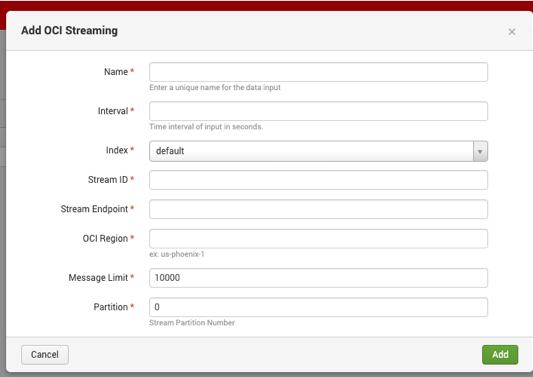 Add OCI Streaming ×
Name *
Enter a unique name for the data input
Interval *
Time interval of input in seconds.
Index * default
Stream ID *
Stream Endpoint *
OCI Region *
ex: us-phoenix-1
Message Limit * 10000
Partition * 0
Stream Partition Number
Cancel Add